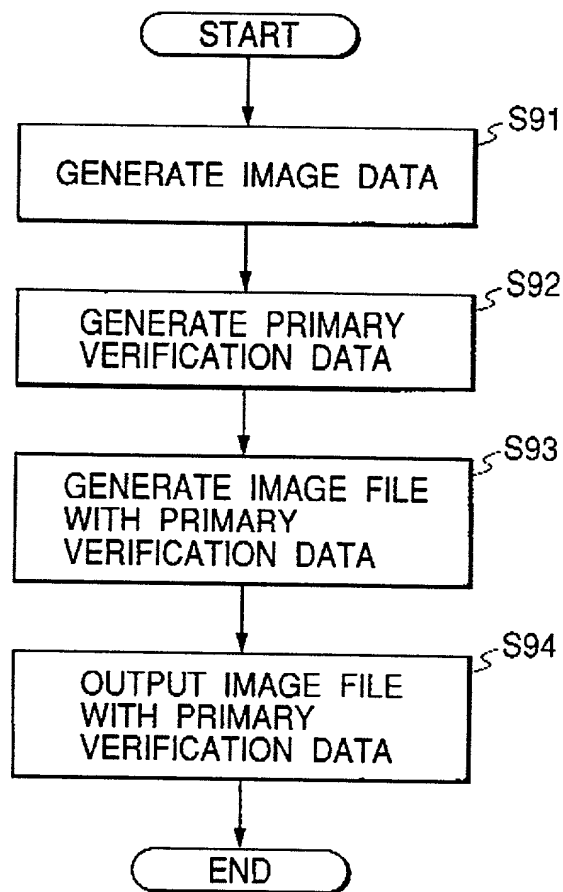 START
S91
GENERATE IMAGE DATA
S92
GENERATE PRIMARY
VERIFICATION DATA
S93
GENERATE IMAGE FILE
WITH PRIMARY
VERIFICATION DATA
S94
OUTPUT IMAGE FILE
WITH PRIMARY
VERIFICATION DATA
END